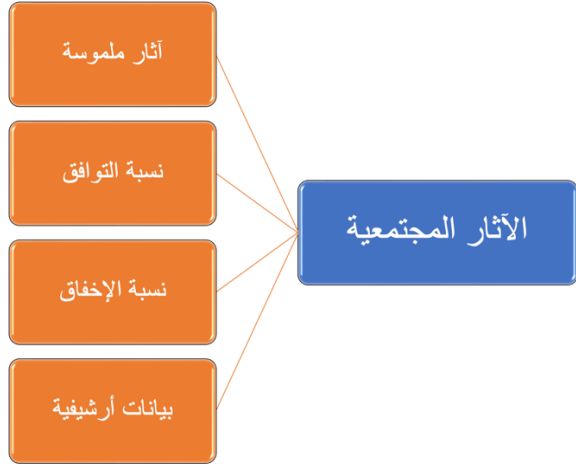 الآثار المجتمعية
آثار ملموسة
نسبة التوافق
نسبة الإخفاق
بيانات أرشيفية